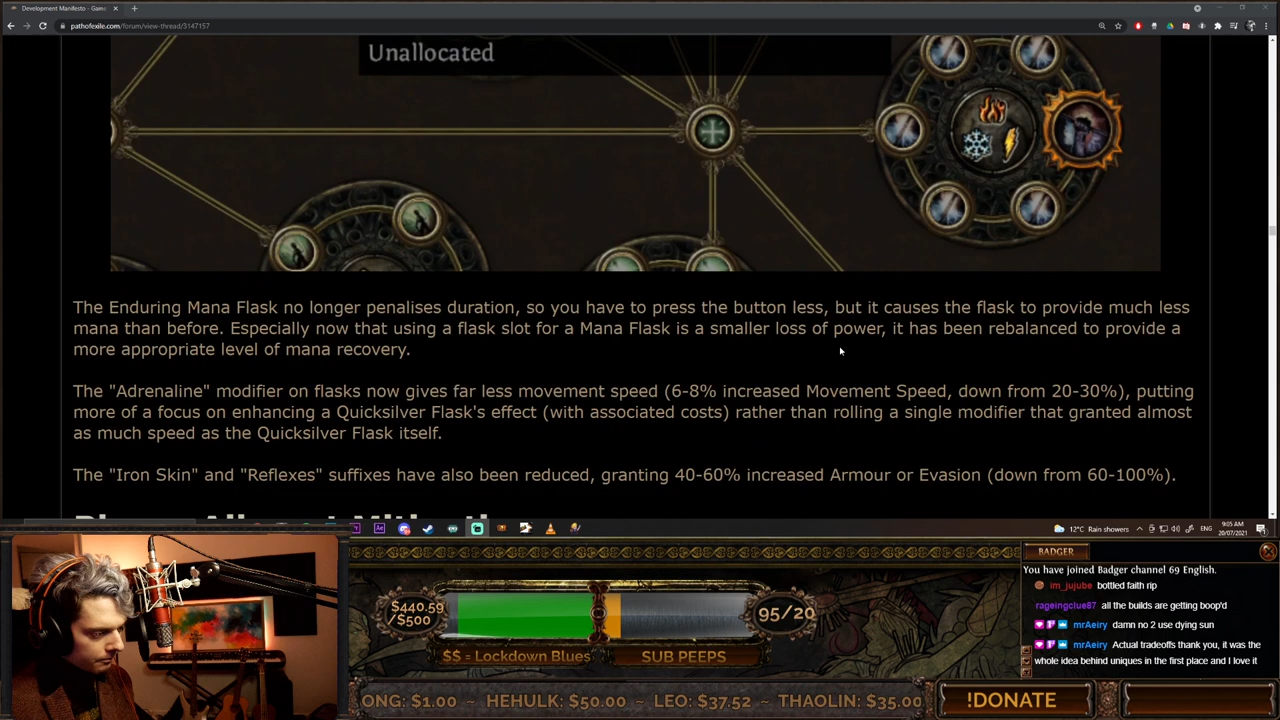 Development Manifesto - Gam
pathofexile.com/forum/view-thread/3147157
Unallocated
The Enduring Mana Flask no longer penalises duration, so you have to press the button less, but it causes the flask to provide much less
mana than before. Especially now that using a flask slot for a Mana Flask is a smaller loss of power, it has been rebalanced to provide a
more appropriate level of mana recovery.
The "Adrenaline" modifier on flasks now gives far less movement speed (6-8% increased Movement Speed, down from 20-30%), putting
more of a focus on enhancing a Quicksilver Flask's effect (with associated costs) rather than rolling a single modifier that granted almost
as much speed as the Quicksilver Flask itself.
The "Iron Skin" and "Reflexes" suffixes have also been reduced, granting 40-60% increased Armour or Evasion (down from 60-100%).
12°C Rain showers
ENG
9:05 AM
20/07/2021
BADGER
You have joined Badger channel 69 English.
im_jujube bottled faith rip
rageingclue87 all the builds are getting boop'd
mrAeiry damn no 2 use dying sun
mrAeiry Actual tradeoffs thank you, it was the
whole idea behind uniques in the first place and I love it
$440.59
/$500
95/20
$$ = Lockdown Blues
SUB PEEPS
ONG: $1.00 ~ HEHULK: $50.00 ~ LEO: $37.52 ~ THAOLIN: $35.00
!DONATE